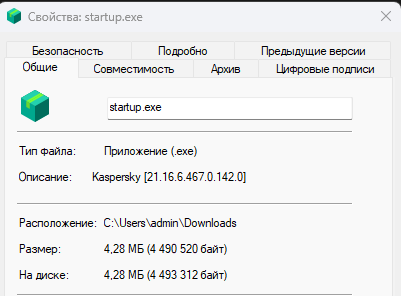 Свойства: startup.exe
Безопасность Подробно Предыдущие версии
Общие Совместимость Архив Цифровые подписи
startup.exe
Тип файла: Приложение (.exe)
Описание: Kaspersky [21.16.6.467.0.142.0]
Расположение: C:\Users\admin\Downloads
Размер: 4,28 МБ (4 490 520 байт)
На диске: 4,28 МБ (4 493 312 байт)